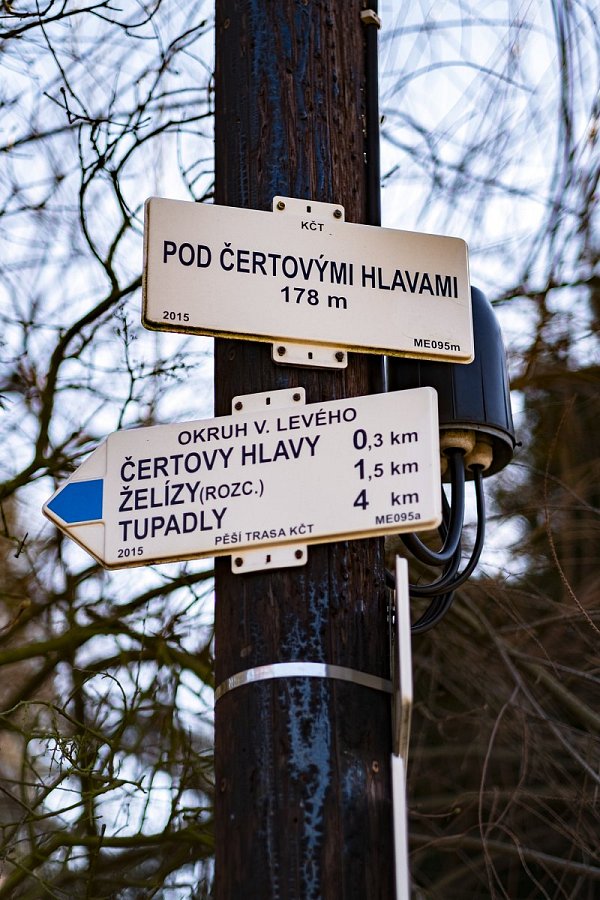 KČT
POD ČERTOVÝMI HLAVAMI
178 m
2015 ME095m
OKRUH V. LEVÉHO
ČERTOVY HLAVY 0,3 km
ŽELÍZY (ROZC.) 1,5 km
TUPADLY 4 km
2015 PĚŠÍ TRASA KČT ME095a